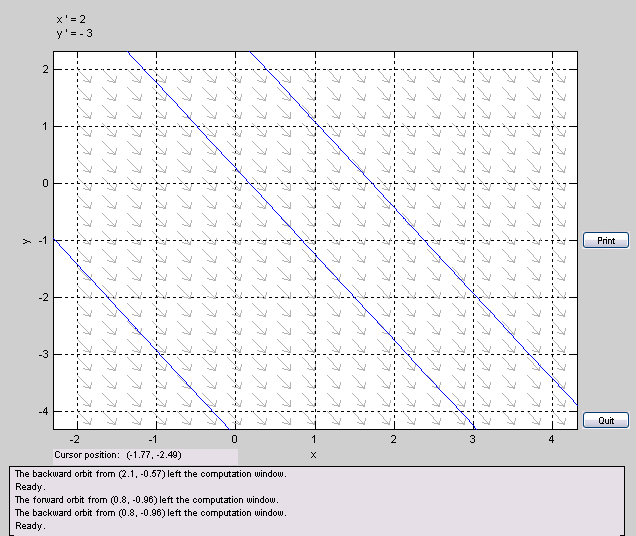 x ' = 2
y ' = - 3
2
1
0
-1
-2
-3
-4
y
-2
-1
0
1
2
3
4
x
Print
Quit
Cursor position: (-1.77, -2.49)
The backward orbit from (2.1, -0.57) left the computation window.
Ready.
The forward orbit from (0.8, -0.96) left the computation window.
The backward orbit from (0.8, -0.96) left the computation window.
Ready.